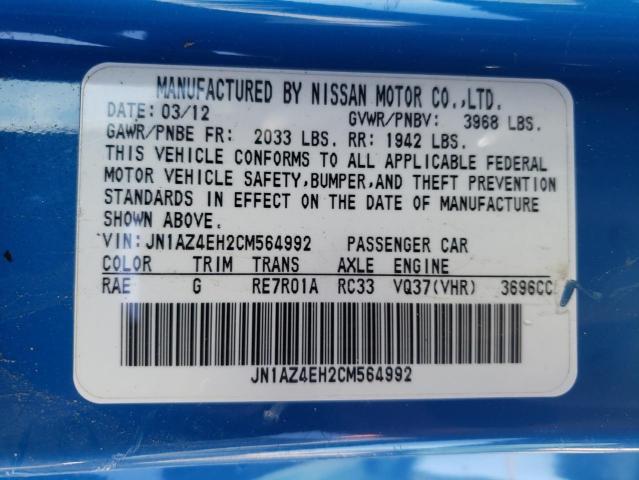 MANUFACTURED BY NISSAN MOTOR CO.,LTD.
DATE: 03/12 GVWR/PNBV: 3968 LBS.
GAWR/PNBE FR: 2033 LBS. RR: 1942 LBS.
THIS VEHICLE CONFORMS TO ALL APPLICABLE FEDERAL
MOTOR VEHICLE SAFETY,BUMPER,AND THEFT PREVENTION
STANDARDS IN EFFECT ON THE DATE OF MANUFACTURE
SHOWN ABOVE.
VIN:JN1AZ4EH2CM564992 PASSENGER CAR
COLOR TRIM TRANS AXLE ENGINE
RAE G RE7R01A RC33 VQ37(VHR) 3696CC
JN1AZ4EH2CM564992